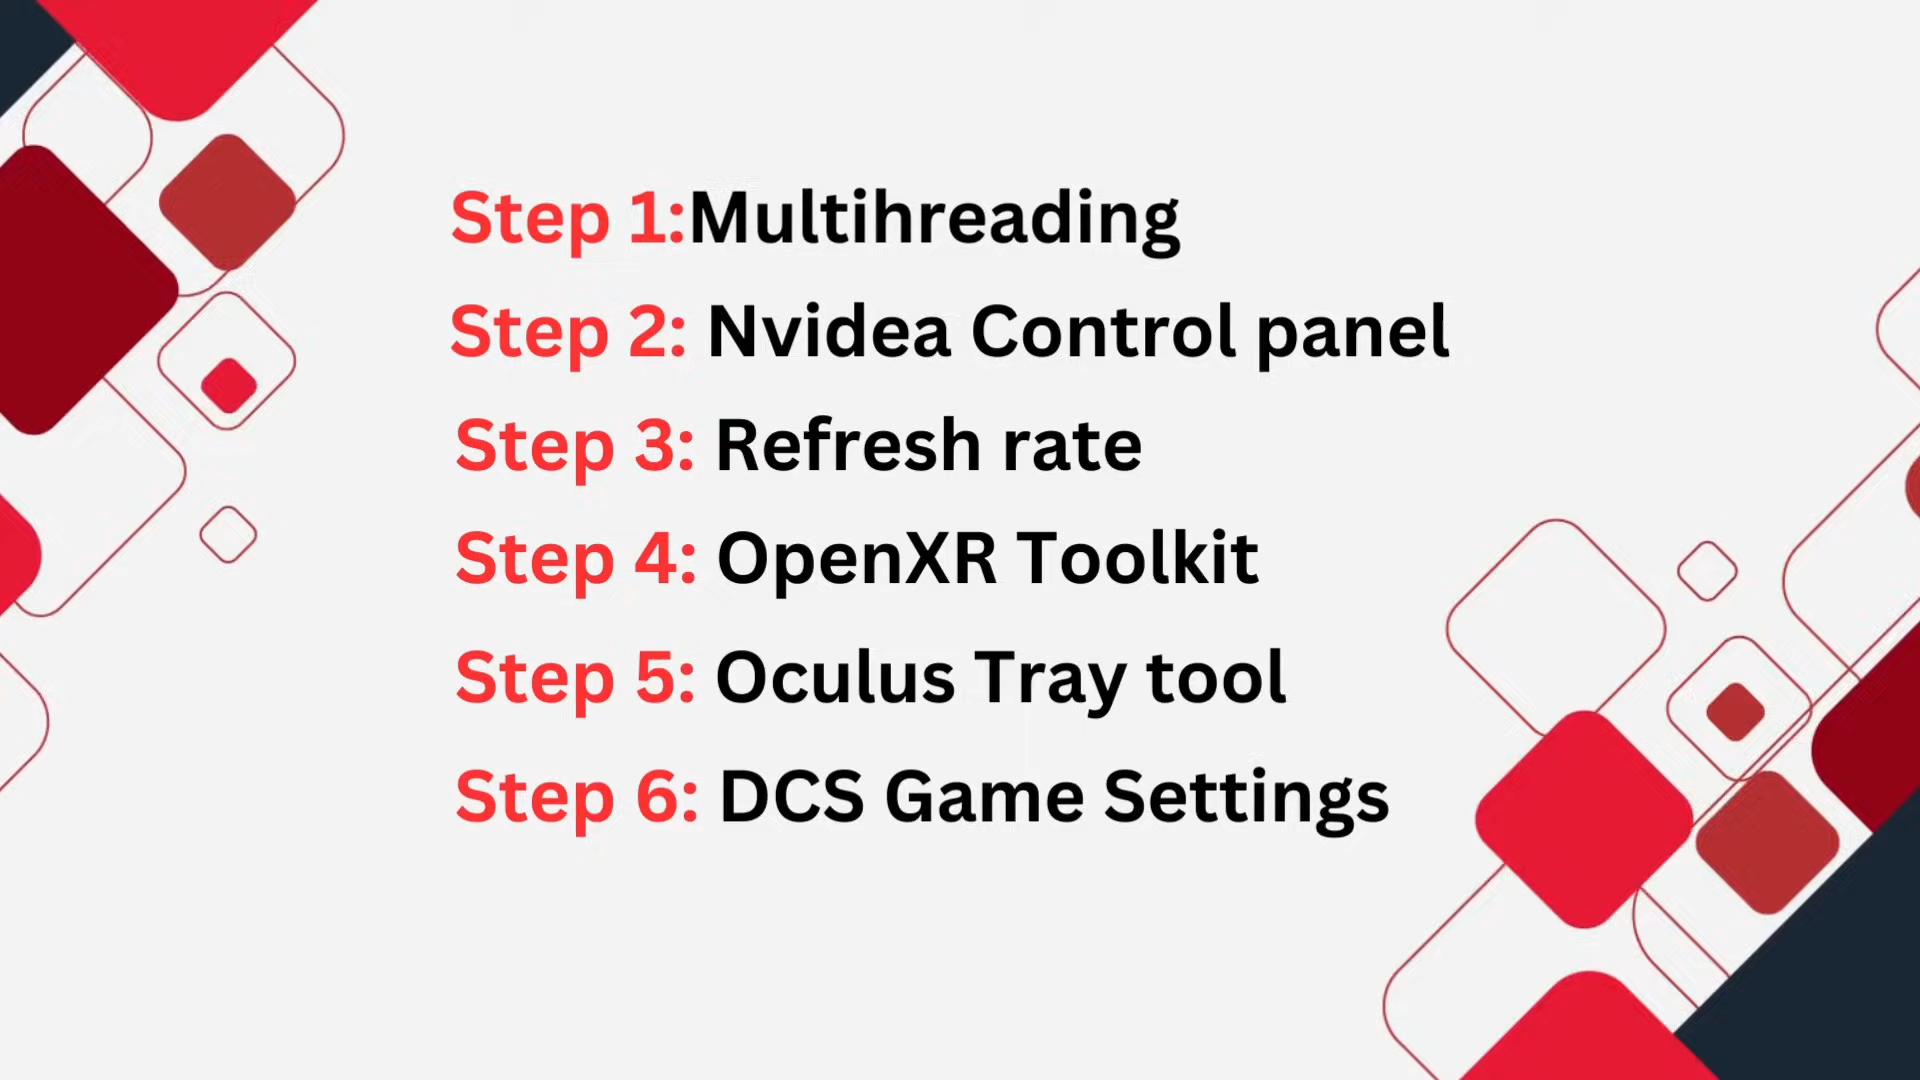 Step 1:Multihreading
Step 2: Nvidea Control panel
Step 3: Refresh rate
Step 4: OpenXR Toolkit
Step 5: Oculus Tray tool
Step 6: DCS Game Settings